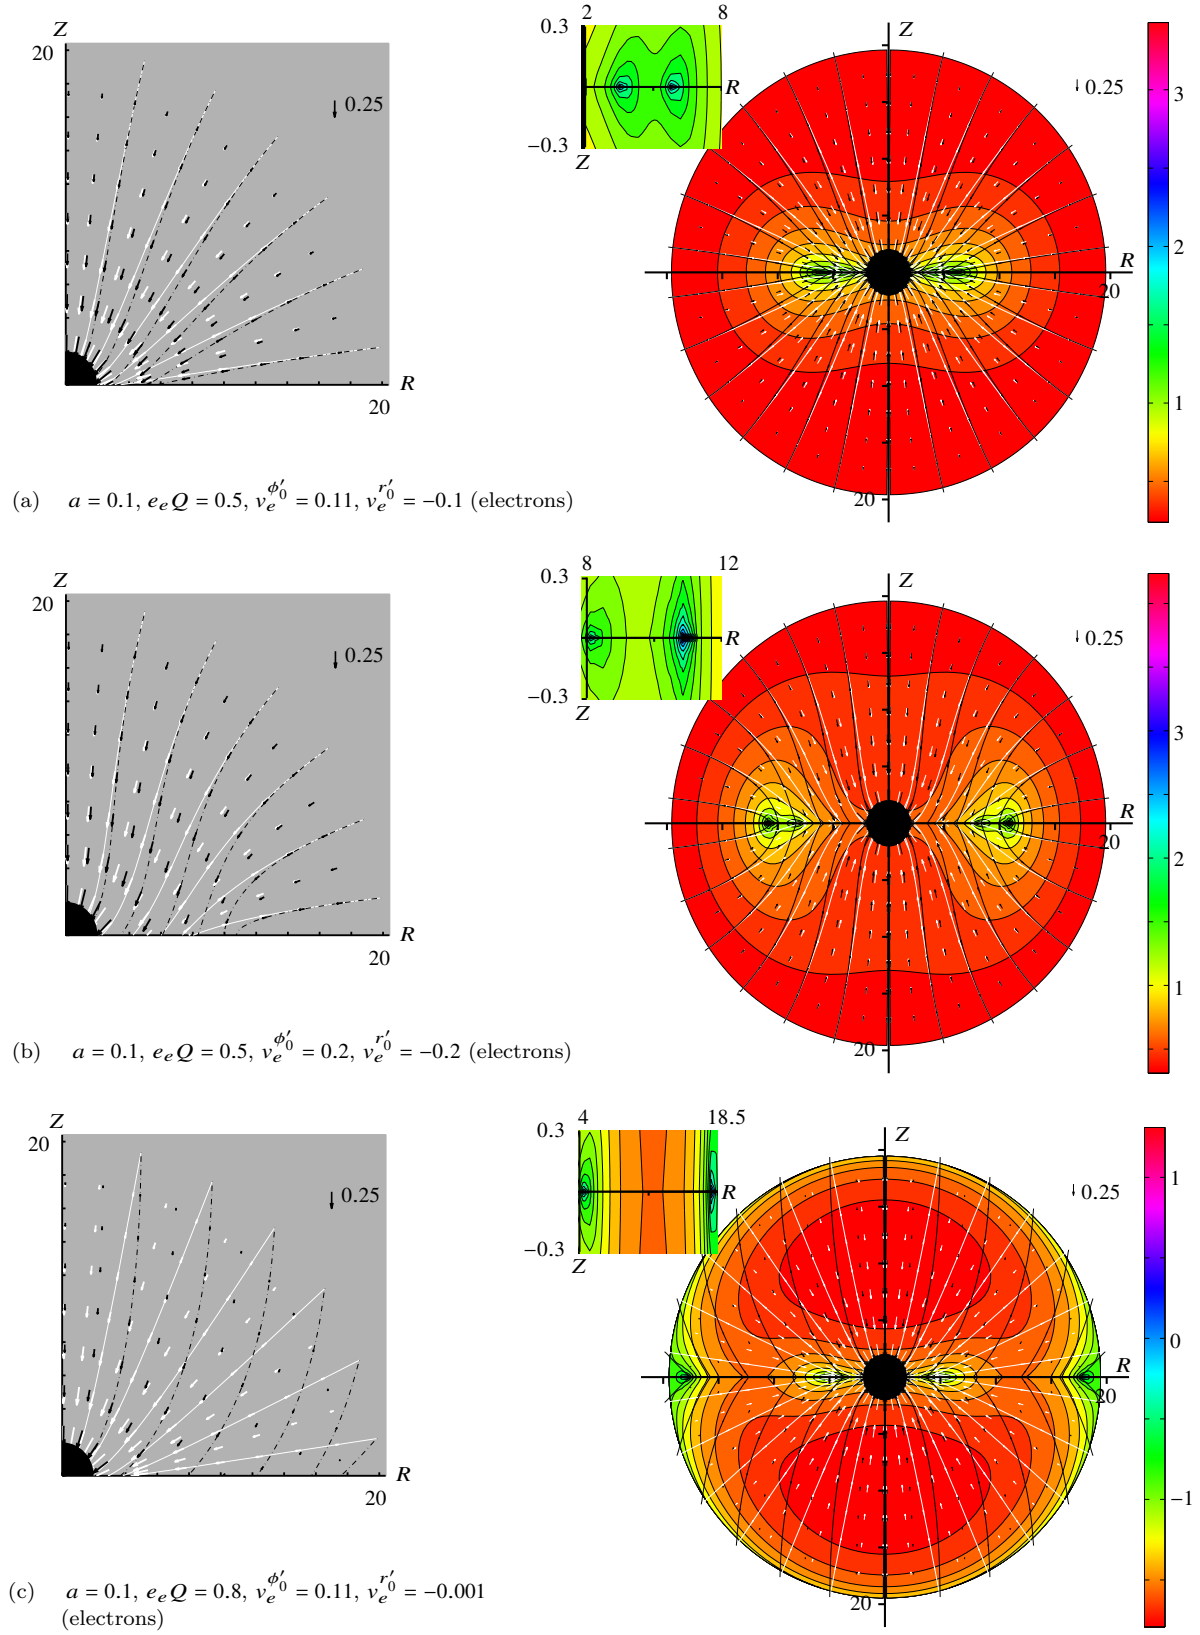 Z
20
0.25
R
20
2 8
0.3
R
−0.3
Z
Z
0.25
R
20
20
3
2
1
(a) a = 0.1, e_e Q = 0.5, v_e^{ϕ′_0} = 0.11, v_e^{r′_0} = −0.1 (electrons)
Z
20
0.25
R
20
8 12
0.3
R
−0.3
Z
Z
0.25
R
20
20
3
2
1
(b) a = 0.1, e_e Q = 0.5, v_e^{ϕ′_0} = 0.2, v_e^{r′_0} = −0.2 (electrons)
Z
20
0.25
R
20
4 18.5
0.3
R
−0.3
Z
Z
0.25
R
20
20
1
0
−1
(c) a = 0.1, e_e Q = 0.8, v_e^{ϕ′_0} = 0.11, v_e^{r′_0} = −0.001
(electrons)